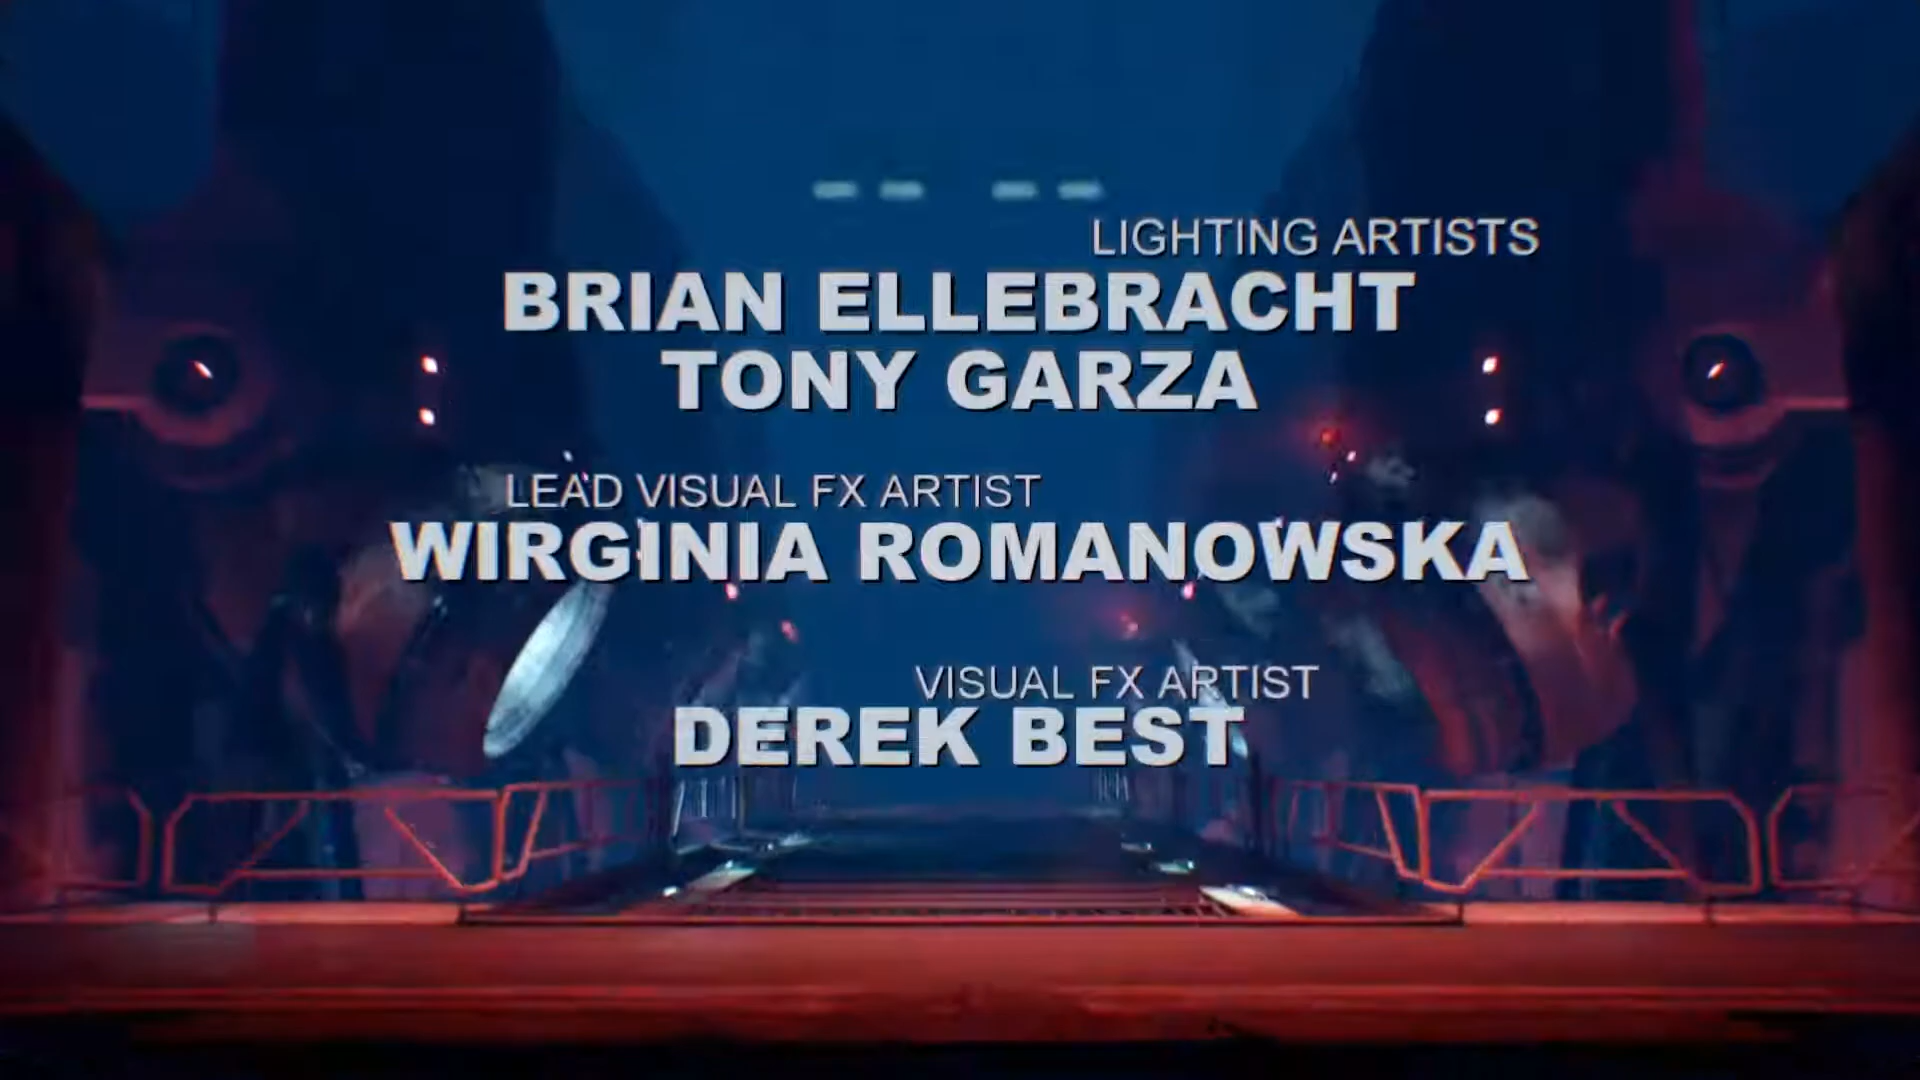 LIGHTING ARTISTS
BRIAN ELLEBRACHT
TONY GARZA
LEAD VISUAL FX ARTIST
WIRGINIA ROMANOWSKA
VISUAL FX ARTIST
DEREK BEST